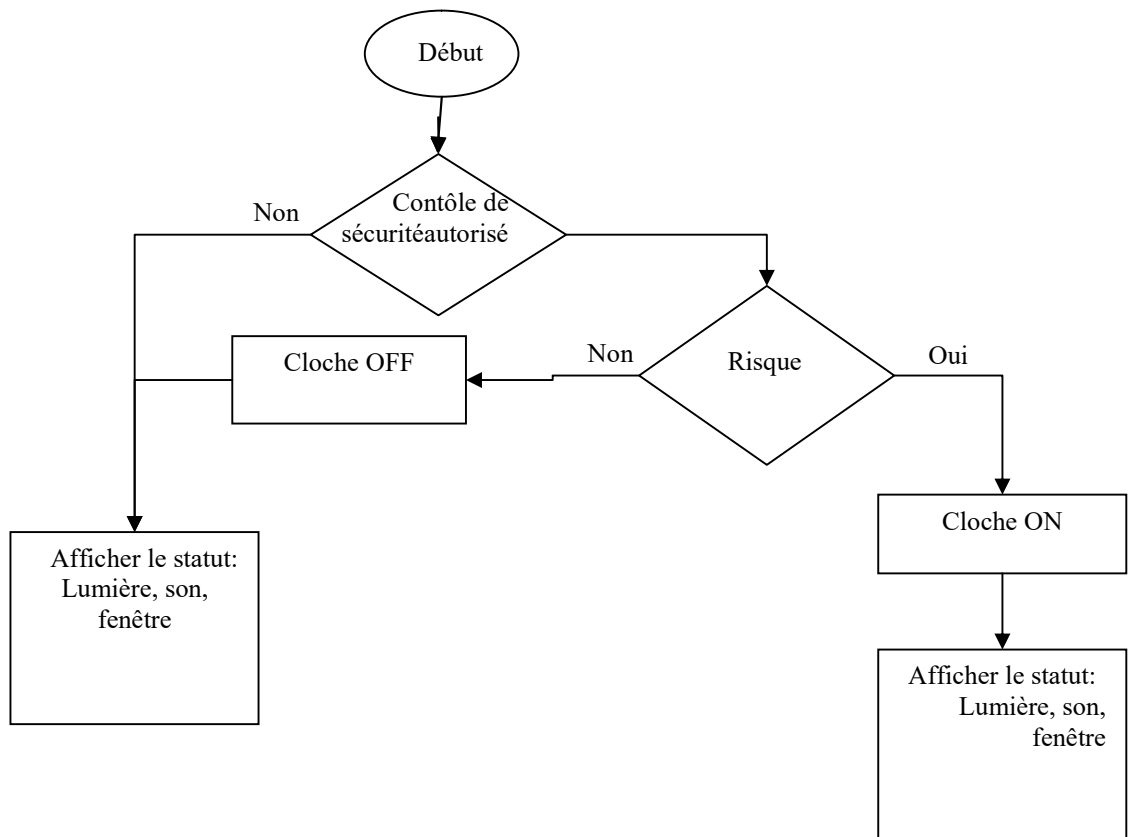 Début
Contôle de
sécuritéautorisé
Non
Cloche OFF
Non
Risque
Oui
Cloche ON
Afficher le statut:
Lumière, son,
fenêtre
Afficher le statut:
Lumière, son,
fenêtre